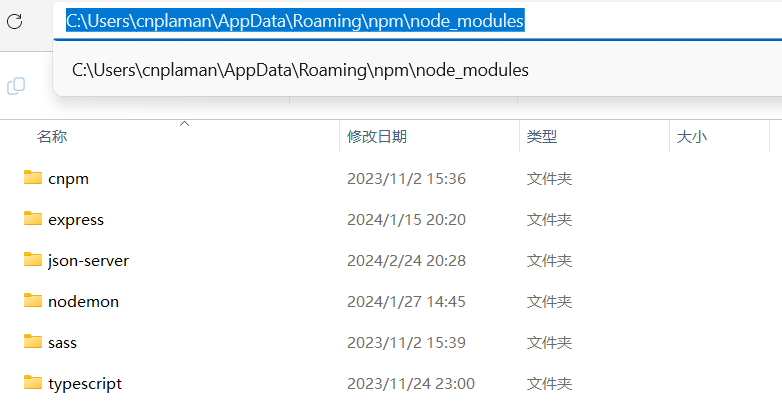 C:\Users\cnplaman\AppData\Roaming\npm\node_modules
C:\Users\cnplaman\AppData\Roaming\npm\node_modules
名称 修改日期 类型 大小
cnpm 2023/11/2 15:36 文件夹
express 2024/1/15 20:20 文件夹
json-server 2024/2/24 20:28 文件夹
nodemon 2024/1/27 14:45 文件夹
sass 2023/11/2 15:39 文件夹
typescript 2023/11/24 23:00 文件夹